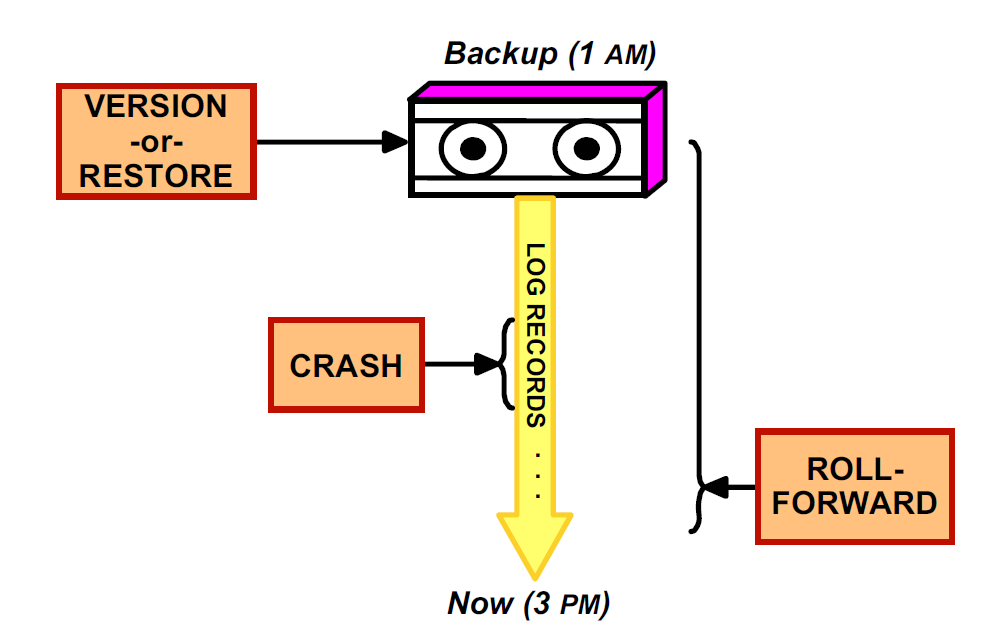 Backup (1 AM)
VERSION
-or-
RESTORE
LOG RECORDS . . .
CRASH
ROLL-
FORWARD
Now (3 PM)